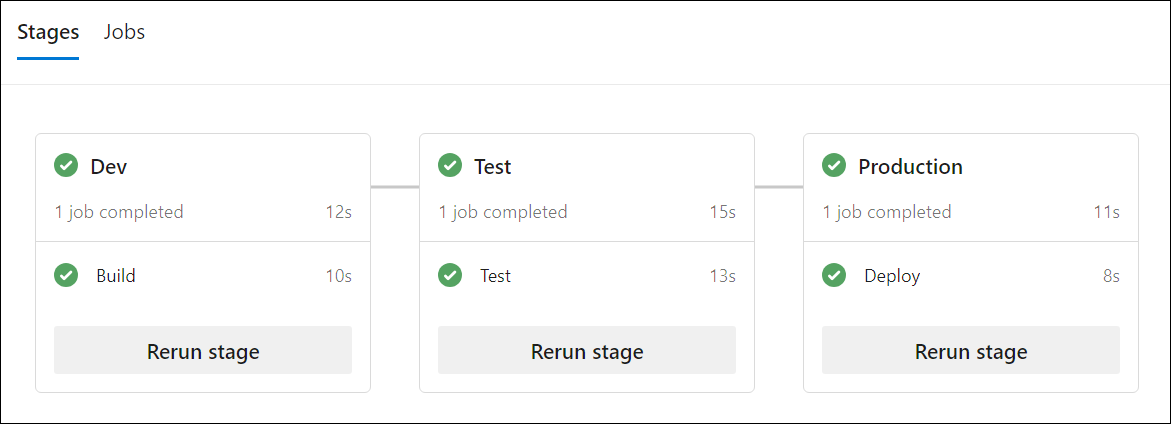 Stages Jobs
Dev
1 job completed 12s
Build 10s
Rerun stage
Test
1 job completed 15s
Test 13s
Rerun stage
Production
1 job completed 11s
Deploy 8s
Rerun stage